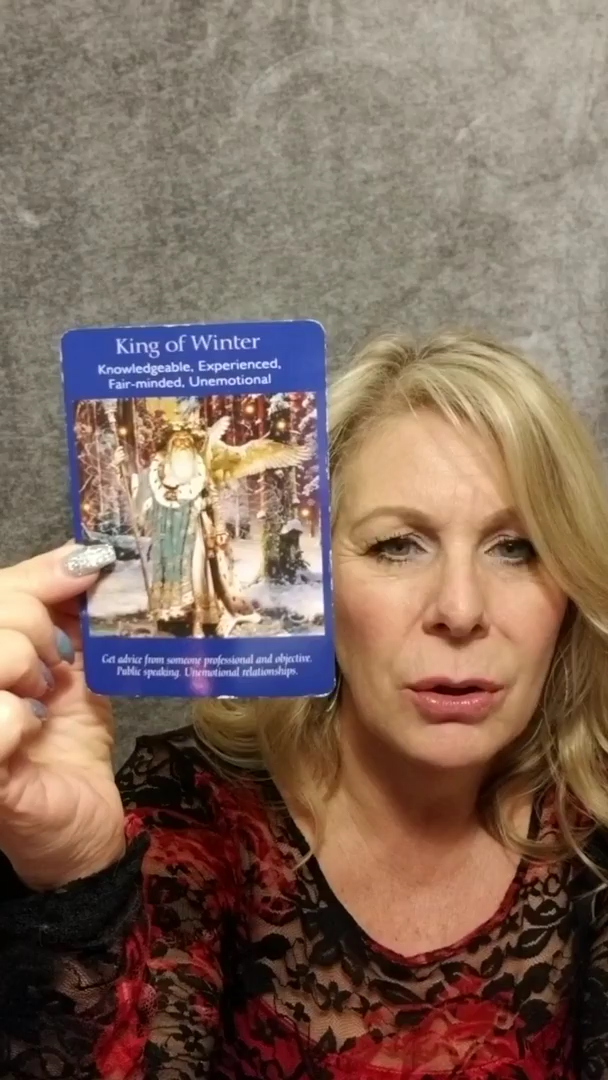 King of Winter
Knowledgeable, Experienced,
Fair-minded, Unemotional
Get advice from someone professional and objective.
Public speaking. Unemotional relationships.